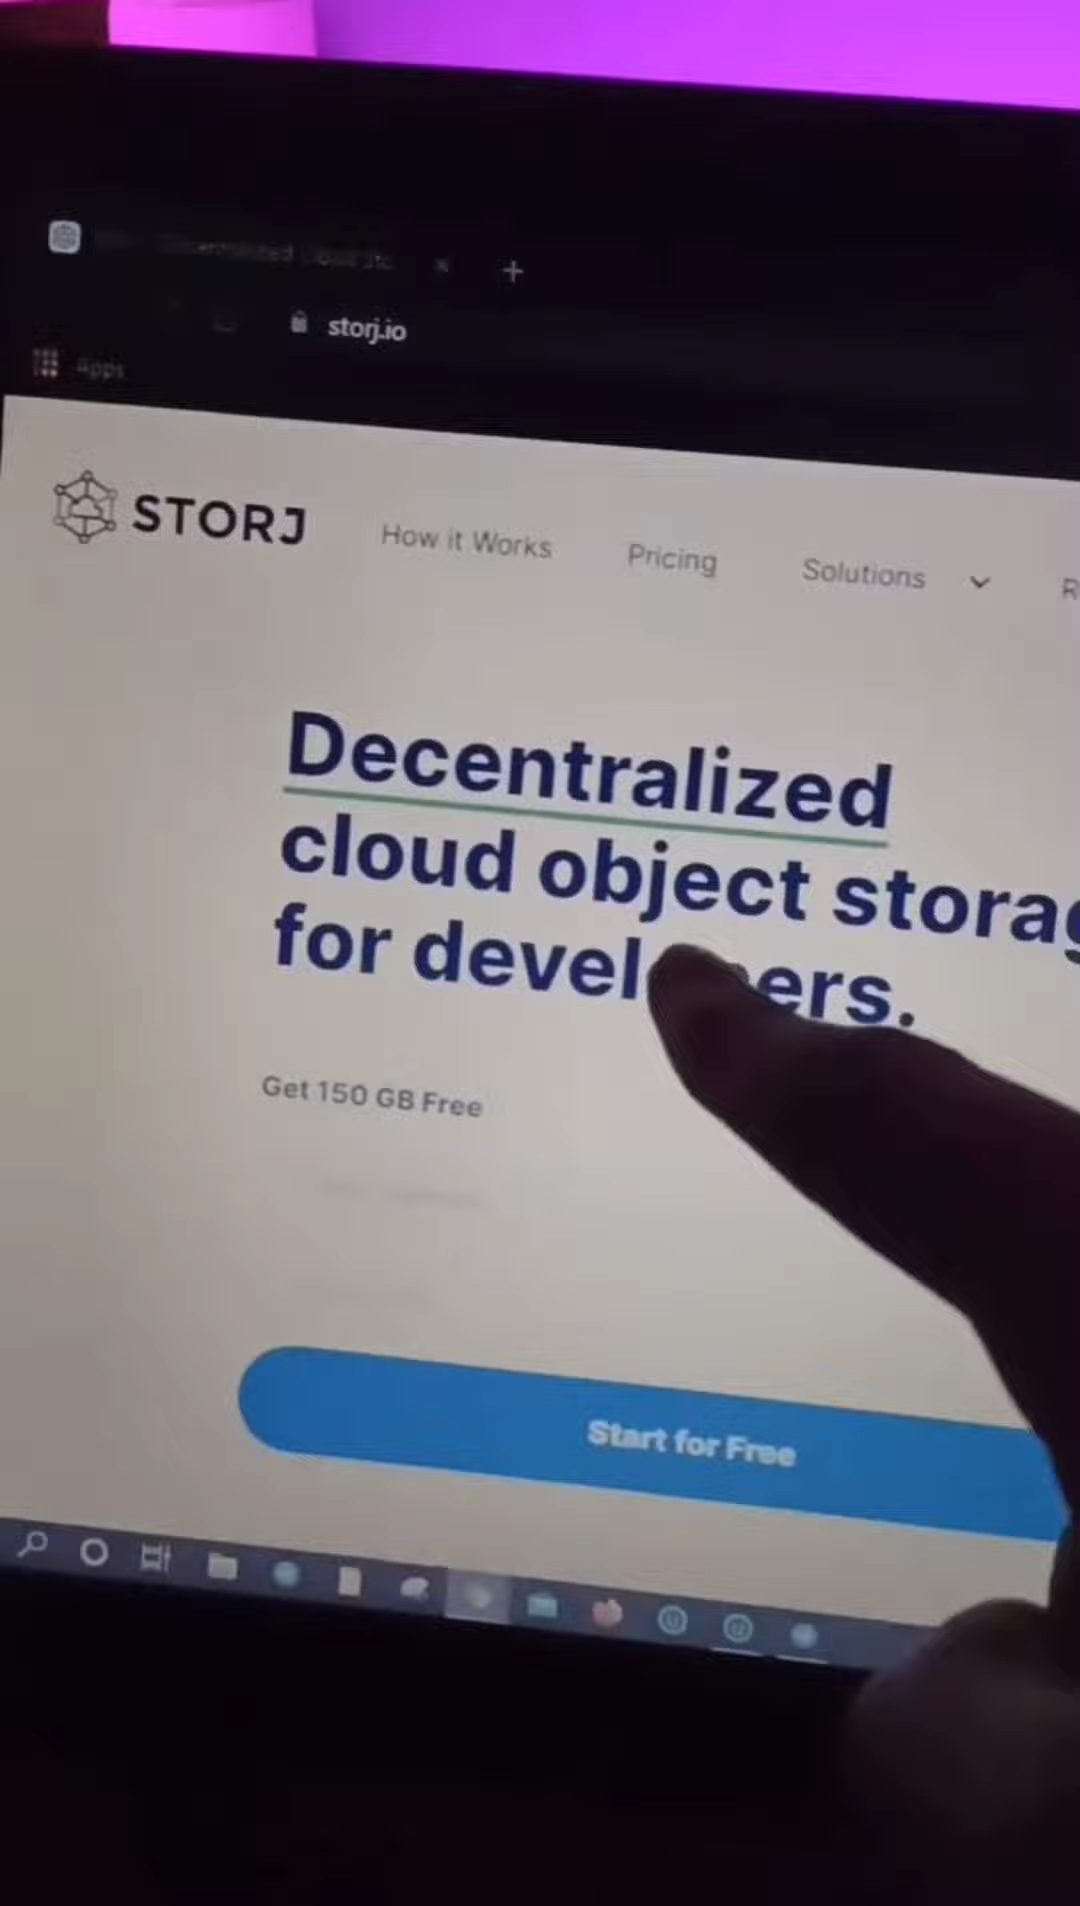 storj.io
Apps
STORJ
How it Works
Pricing
Solutions
R
Decentralized
cloud object storag
for devel ers.
Get 150 GB Free
Start for Free